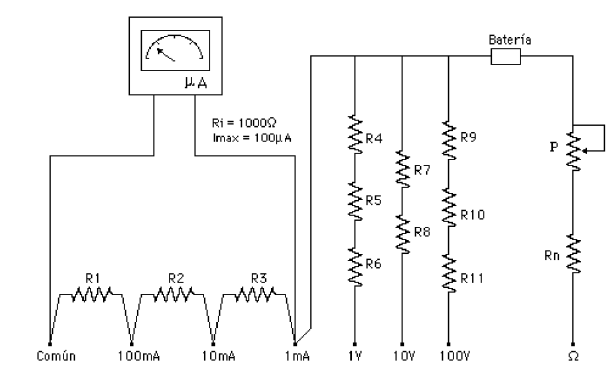 Batería
μA
Ri = 1000Ω
Imax = 100μA
R4
R9
P
R7
R5
R10
R8
Rn
R6
R11
R1
R2
R3
Común
100mA
10mA
1mA
1V
10V
100V
Ω